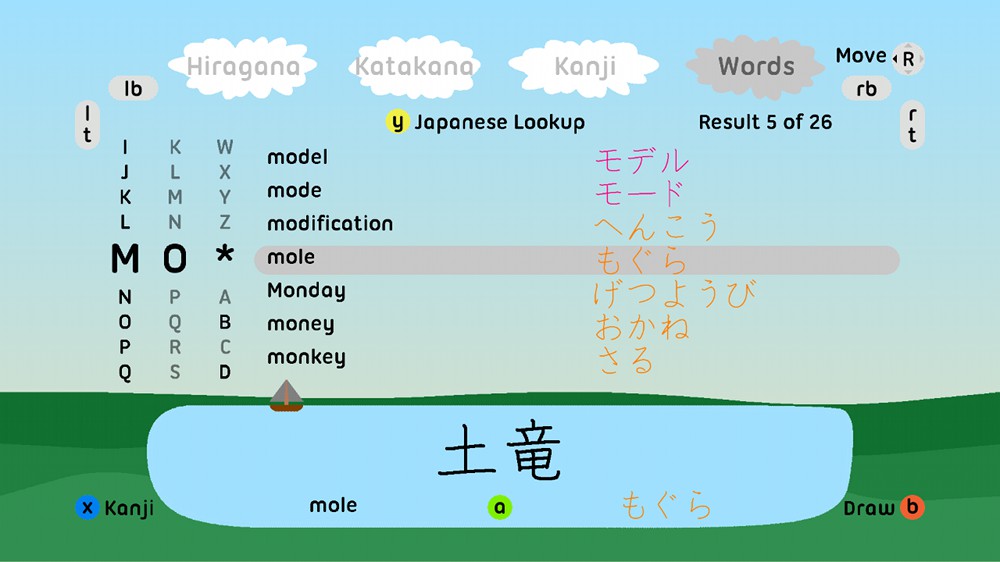 Hiragana Katakana Kanji Words Move R
lb rb
lt rt
y Japanese Lookup Result 5 of 26
I K W
J L X
K M Y
L N Z
M O *
N P A
O Q B
P R C
Q S D
model モデル
mode モード
modification へんこう
mole もぐら
Monday げつようび
money おかね
monkey さる
土竜
x Kanji mole a もぐら Draw b